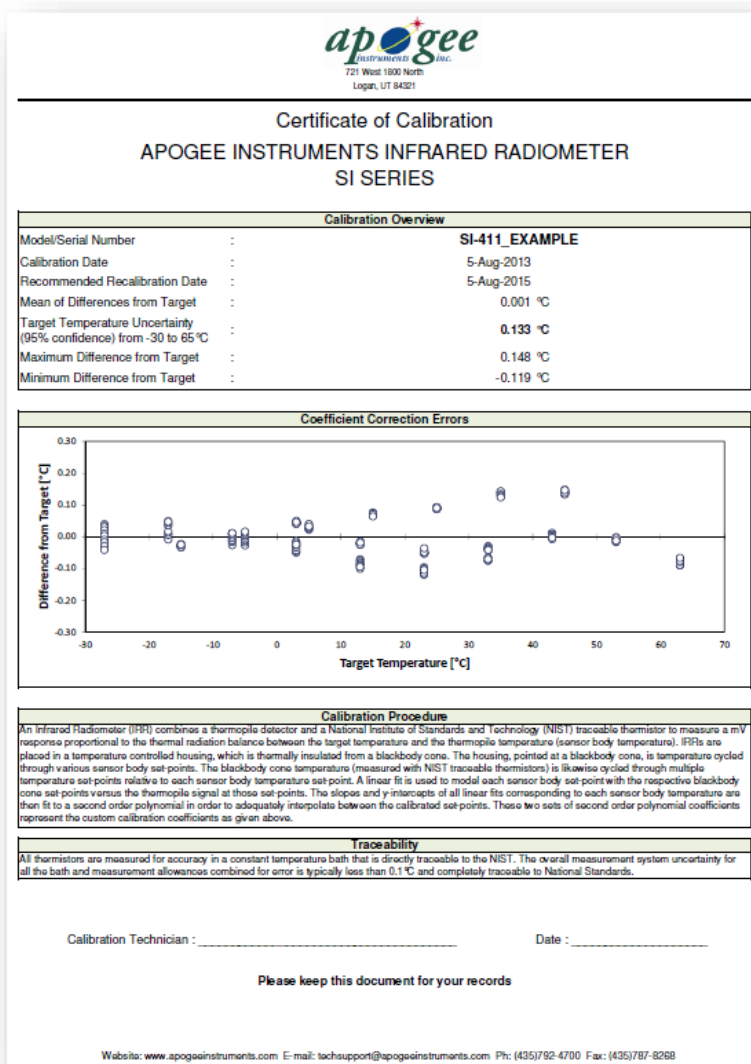 apogee
instruments inc.
721 West 1800 North
Logan, UT 84321
Certificate of Calibration
APOGEE INSTRUMENTS INFRARED RADIOMETER
SI SERIES
Calibration Overview
Model/Serial Number : SI-411_EXAMPLE
Calibration Date : 5-Aug-2013
Recommended Recalibration Date : 5-Aug-2015
Mean of Differences from Target : 0.001 ºC
Target Temperature Uncertainty
(95% confidence) from -30 to 65ºC : 0.133 ºC
Maximum Difference from Target : 0.148 ºC
Minimum Difference from Target : -0.119 ºC
Coefficient Correction Errors
Difference from Target [°C]
0.30
0.20
0.10
0.00
-0.10
-0.20
-0.30
-30 -20 -10 0 10 20 30 40 50 60 70
Target Temperature [°C]
Calibration Procedure
An Infrared Radiometer (IRR) combines a thermopile detector and a National Institute of Standards and Technology (NIST) traceable thermistor to measure a mV
response proportional to the thermal radiation balance between the target temperature and the thermopile temperature (sensor body temperature). IRRs are
placed in a temperature controlled housing, which is thermally insulated from a blackbody cone. The housing, pointed at a blackbody cone, is temperature cycled
through various sensor body set-points. The blackbody cone temperature (measured with NIST traceable thermistors) is likewise cycled through multiple
temperature set-points relative to each sensor body temperature set-point. A linear fit is used to model each sensor body set-point with the respective blackbody
cone set-points versus the thermopile signal at those set-points. The slopes and y-intercepts of all linear fits corresponding to each sensor body temperature are
then fit to a second order polynomial in order to adequately interpolate between the calibrated set-points. These two sets of second order polynomial coefficients
represent the custom calibration coefficients as given above.
Traceability
All thermistors are measured for accuracy in a constant temperature bath that is directly traceable to the NIST. The overall measurement system uncertainty for
all the bath and measurement allowances combined for error is typically less than 0.1ºC and completely traceable to National Standards.
Calibration Technician : ____________________ Date : ____________________
Please keep this document for your records
Website: www.apogeeinstruments.com E-mail: techsupport@apogeeinstruments.com Ph: (435)792-4700 Fax: (435)787-8268